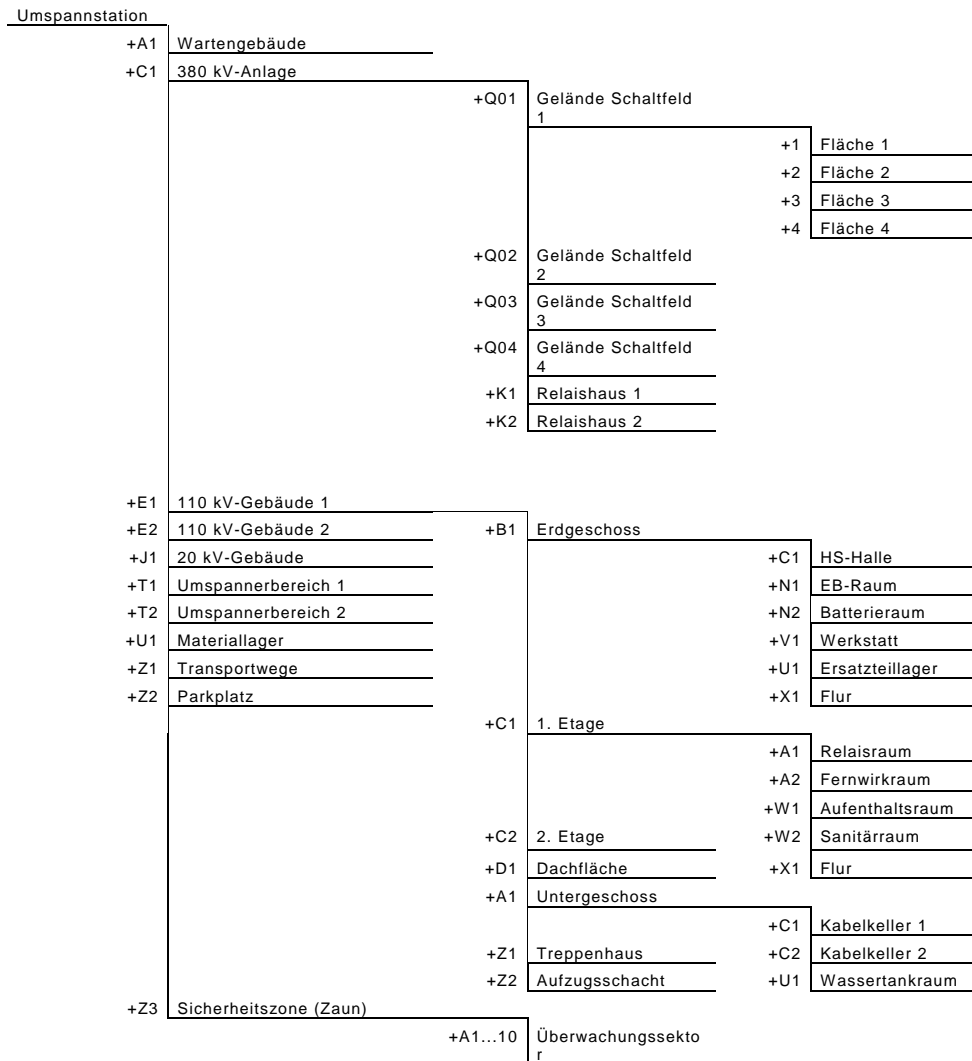 Umspannstation
+A1 Wartengebäude
+C1 380 kV-Anlage
+Q01 Gelände Schaltfeld
1
+1 Fläche 1
+2 Fläche 2
+3 Fläche 3
+4 Fläche 4
+Q02 Gelände Schaltfeld
2
+Q03 Gelände Schaltfeld
3
+Q04 Gelände Schaltfeld
4
+K1 Relaishaus 1
+K2 Relaishaus 2
+E1 110 kV-Gebäude 1
+E2 110 kV-Gebäude 2 +B1 Erdgeschoss
+J1 20 kV-Gebäude +C1 HS-Halle
+T1 Umspannerbereich 1 +N1 EB-Raum
+T2 Umspannerbereich 2 +N2 Batterieraum
+U1 Materiallager +V1 Werkstatt
+Z1 Transportwege +U1 Ersatzteillager
+Z2 Parkplatz +X1 Flur
+C1 1. Etage
+A1 Relaisraum
+A2 Fernwirkraum
+W1 Aufenthaltsraum
+C2 2. Etage +W2 Sanitärraum
+D1 Dachfläche +X1 Flur
+A1 Untergeschoss
+C1 Kabelkeller 1
+Z1 Treppenhaus +C2 Kabelkeller 2
+Z2 Aufzugsschacht +U1 Wassertankraum
+Z3 Sicherheitszone (Zaun)
+A1...10 Überwachungssekto
r